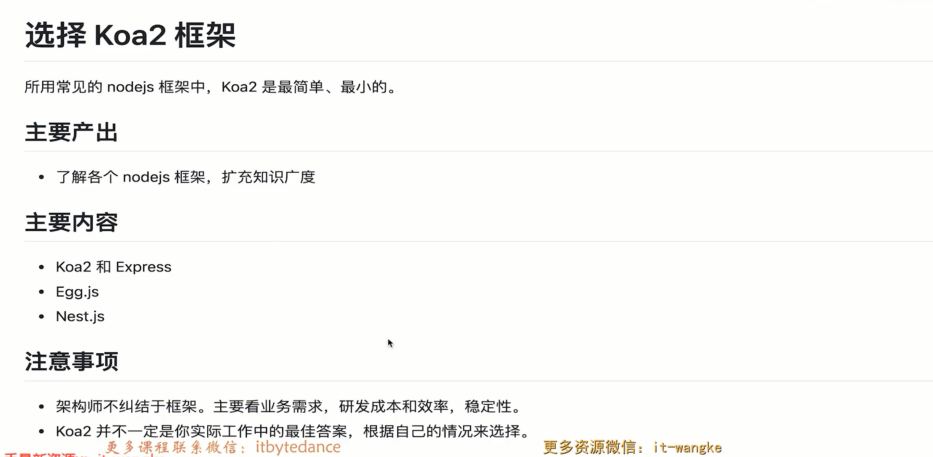 选择 Koa2 框架
所用常见的 nodejs 框架中，Koa2 是最简单、最小的。
主要产出
• 了解各个 nodejs 框架，扩充知识广度
主要内容
• Koa2 和 Express
• Egg.js
• Nest.js
注意事项
• 架构师不纠结于框架。主要看业务需求，研发成本和效率，稳定性。
• Koa2 并不一定是你实际工作中的最佳答案，根据自己的情况来选择。
更多课程联系微信：itbytedance
更多资源微信：it-wangke